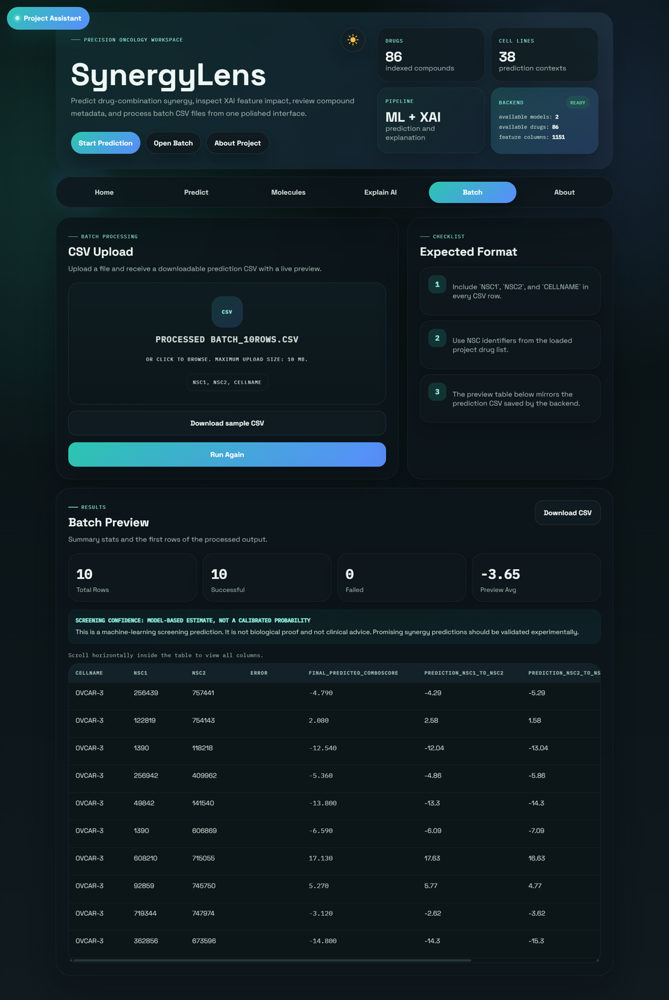 Project Assistant
PRECISION ONCOLOGY WORKSPACE
SynergyLens
Predict drug-combination synergy, inspect XAI feature impact, review compound
metadata, and process batch CSV files from one polished interface.
Start Prediction
Open Batch
About Project
DRUGS
86
indexed compounds
CELL LINES
38
prediction contexts
PIPELINE
ML + XAI
prediction and
explanation
BACKEND
READY
available models: 2
available drugs: 86
feature columns: 1151
Home
Predict
Molecules
Explain AI
Batch
About
BATCH PROCESSING
CSV Upload
Upload a file and receive a downloadable prediction CSV with a live preview.
CSV
PROCESSED BATCH_10ROWS.CSV
OR CLICK TO BROWSE. MAXIMUM UPLOAD SIZE: 10 MB.
NSC1, NSC2, CELLNAME
Download sample CSV
Run Again
CHECKLIST
Expected Format
1
Include `NSC1`, `NSC2`, and `CELLNAME` in
every CSV row.
2
Use NSC identifiers from the loaded
project drug list.
3
The preview table below mirrors the
prediction CSV saved by the backend.
RESULTS
Batch Preview
Summary stats and the first rows of the processed output.
Download CSV
10
Total Rows
10
Successful
0
Failed
-3.65
Preview Avg
SCREENING CONFIDENCE: MODEL-BASED ESTIMATE, NOT A CALIBRATED PROBABILITY
This is a machine-learning screening prediction. It is not biological proof and not clinical advice. Promising synergy predictions should be validated experimentally.
Scroll horizontally inside the table to view all columns.
CELLNAME NSC1 NSC2 ERROR FINAL_PREDICTED_COMBOSCORE PREDICTION_NSC1_TO_NSC2 PREDICTION_NSC2_TO_NS
OVCAR-3 256439 757441 -4.790 -4.29 -5.29
OVCAR-3 122819 754143 2.080 2.58 1.58
OVCAR-3 1390 118218 -12.540 -12.04 -13.04
OVCAR-3 256942 409962 -5.360 -4.86 -5.86
OVCAR-3 49842 141540 -13.800 -13.3 -14.3
OVCAR-3 1390 606869 -6.590 -6.09 -7.09
OVCAR-3 608210 715055 17.130 17.63 16.63
OVCAR-3 92859 745750 5.270 5.77 4.77
OVCAR-3 719344 747974 -3.120 -2.62 -3.62
OVCAR-3 362856 673596 -14.800 -14.3 -15.3